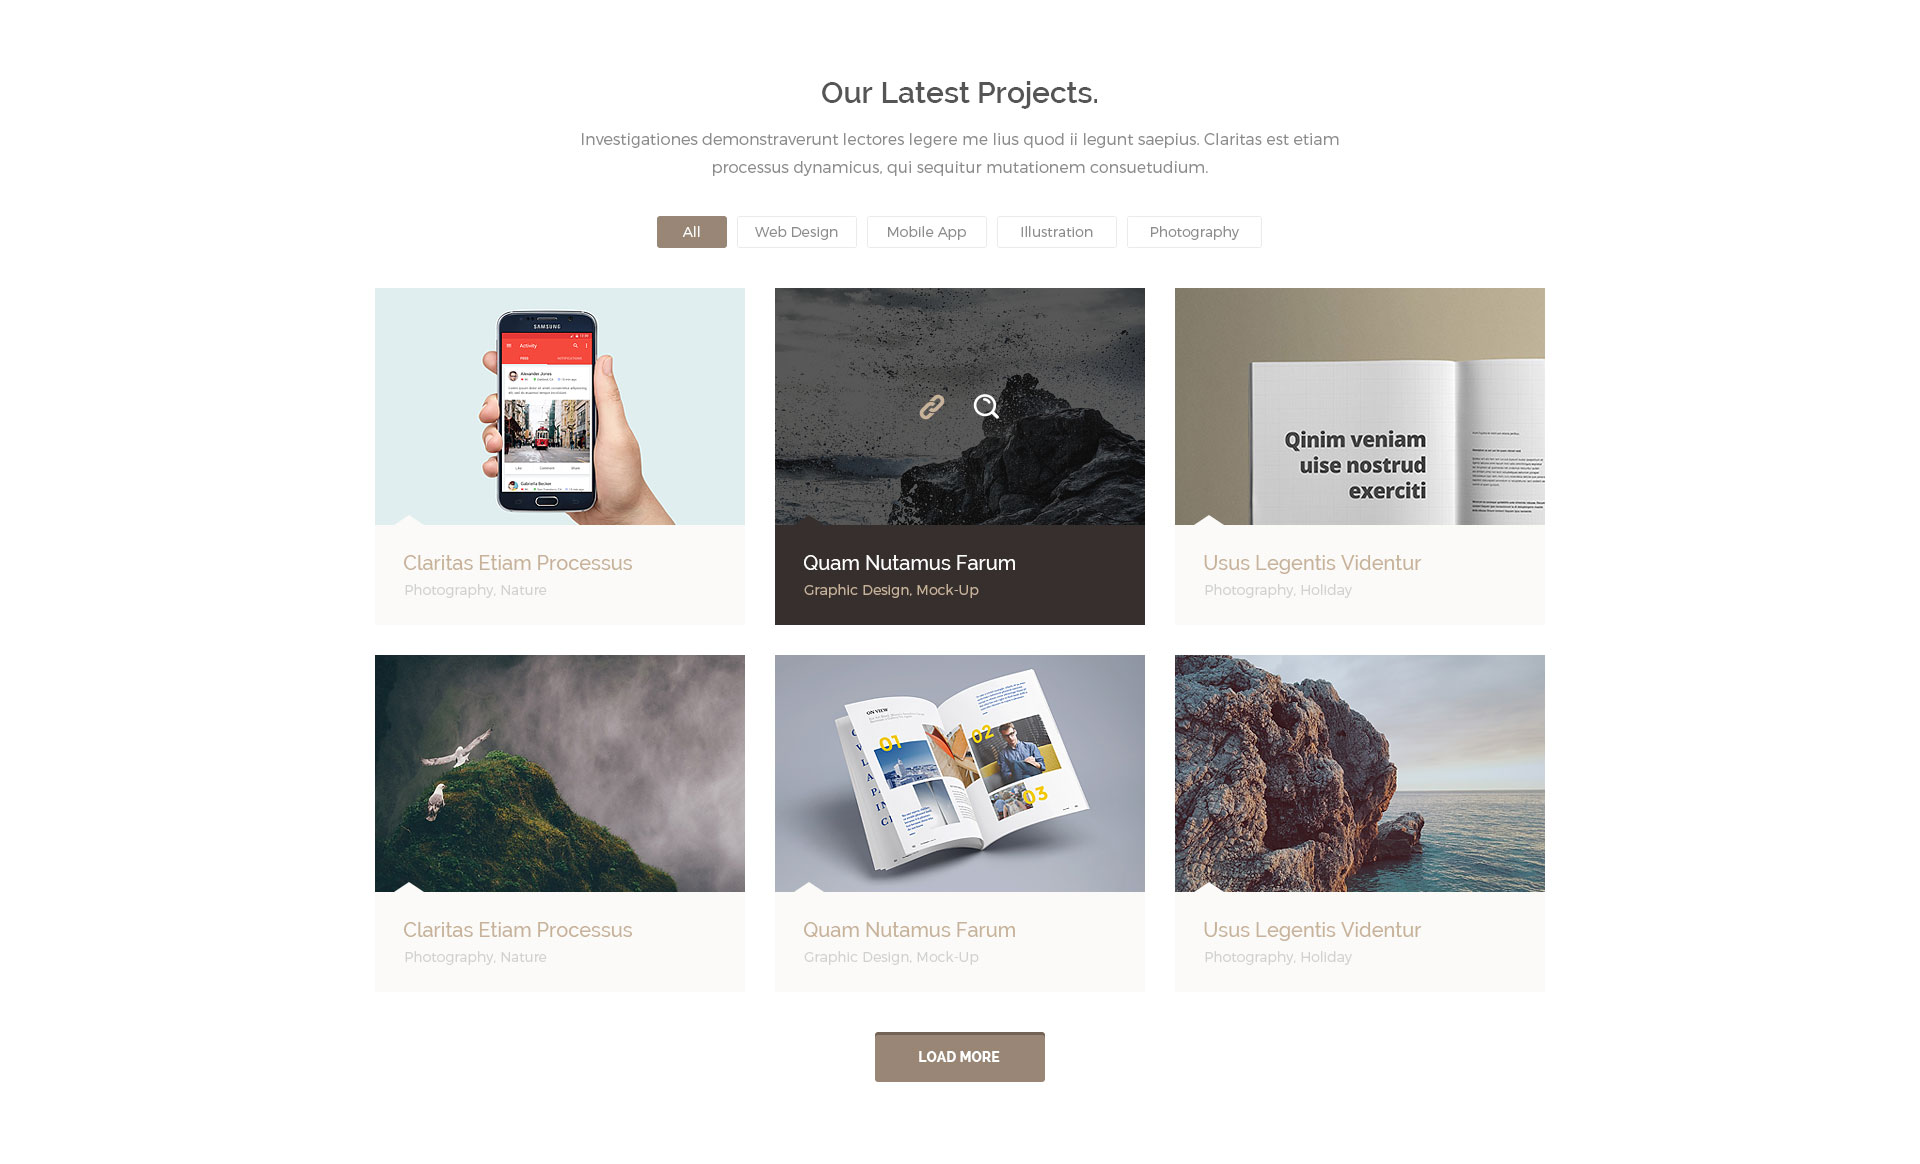 Our Latest Projects.
Investigationes demonstraverunt lectores legere me lius quod ii legunt saepius. Claritas est etiam
processus dynamicus, qui sequitur mutationem consuetudium.
All
Web Design
Mobile App
Illustration
Photography
SAMSUNG
Activity
Alexander Jones
Like Comment Share
Gabriella Becker
Qinim veniam
uise nostrud
exerciti
Claritas Etiam Processus
Photography, Nature
Quam Nutamus Farum
Graphic Design, Mock-Up
Usus Legentis Videntur
Photography, Holiday
ON VIEW
01
02
03
Claritas Etiam Processus
Photography, Nature
Quam Nutamus Farum
Graphic Design, Mock-Up
Usus Legentis Videntur
Photography, Holiday
LOAD MORE